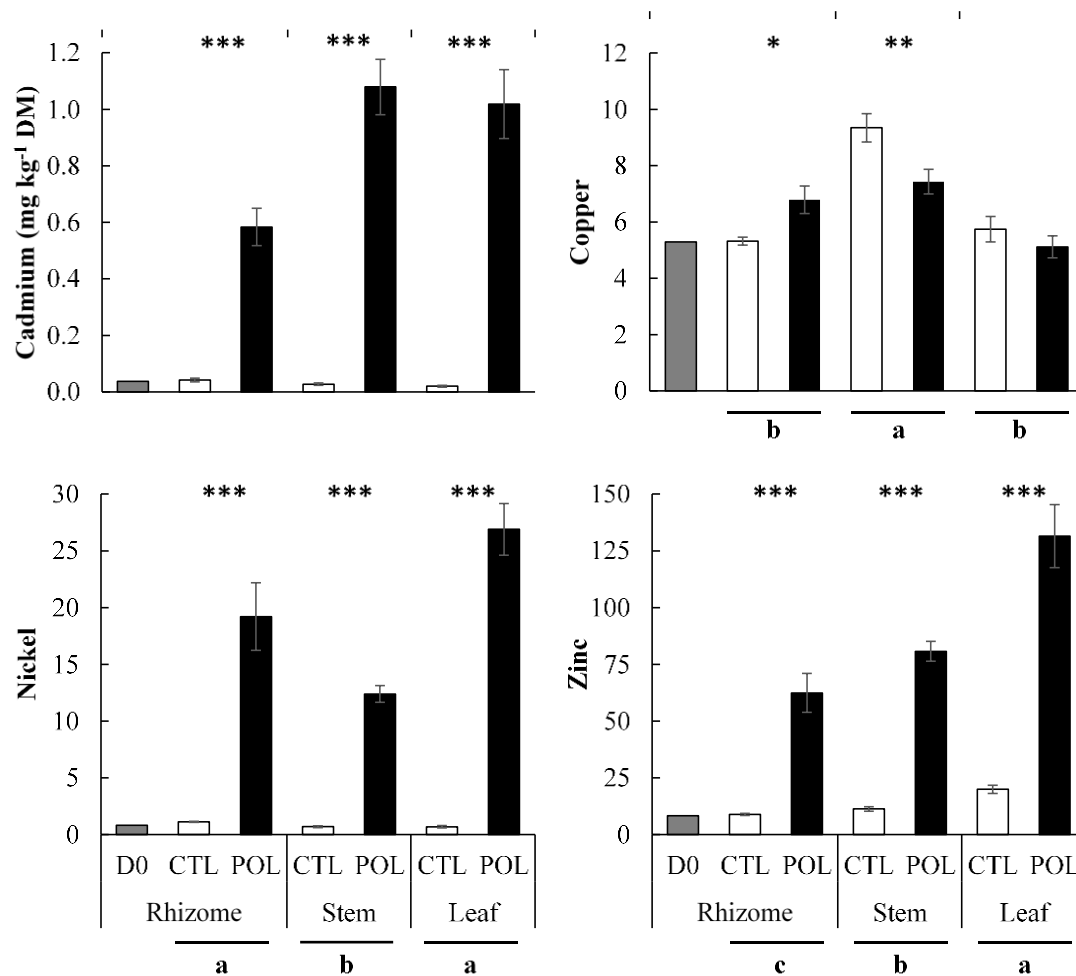 *** *** ***
1.2
1.0
0.8
0.6
0.4
0.2
0.0
Cadmium (mg kg⁻¹ DM)
* **
12
10
8
6
4
2
0
Copper
b a b
*** *** ***
30
25
20
15
10
5
0
Nickel
D0 CTL POL CTL POL CTL POL
Rhizome Stem Leaf
a b a
*** *** ***
150
125
100
75
50
25
0
Zinc
D0 CTL POL CTL POL CTL POL
Rhizome Stem Leaf
c b a